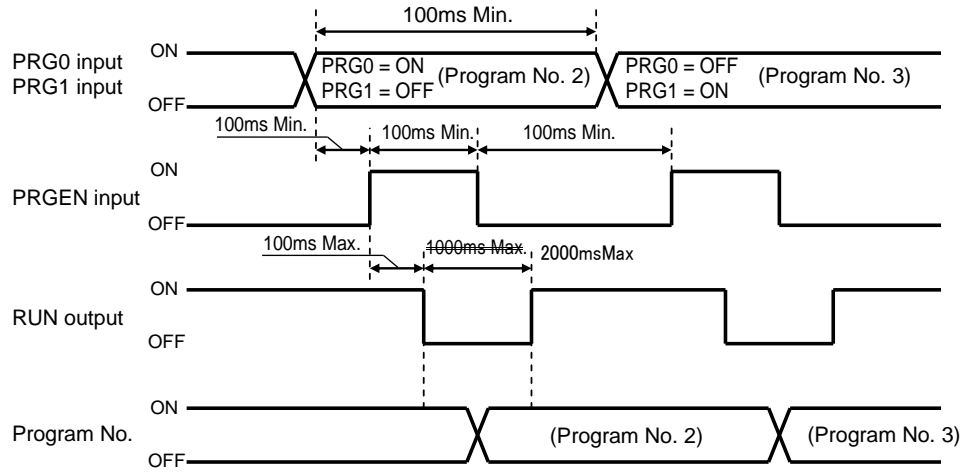 100ms Min.
PRG0 input
PRG1 input
ON
OFF
PRG0 = ON
PRG1 = OFF
(Program No. 2)
PRG0 = OFF
PRG1 = ON
(Program No. 3)
100ms Min.
100ms Min.
100ms Min.
PRGEN input
ON
OFF
100ms Max.
1000ms Max.
2000msMax
RUN output
ON
OFF
Program No.
ON
OFF
(Program No. 2)
(Program No. 3)